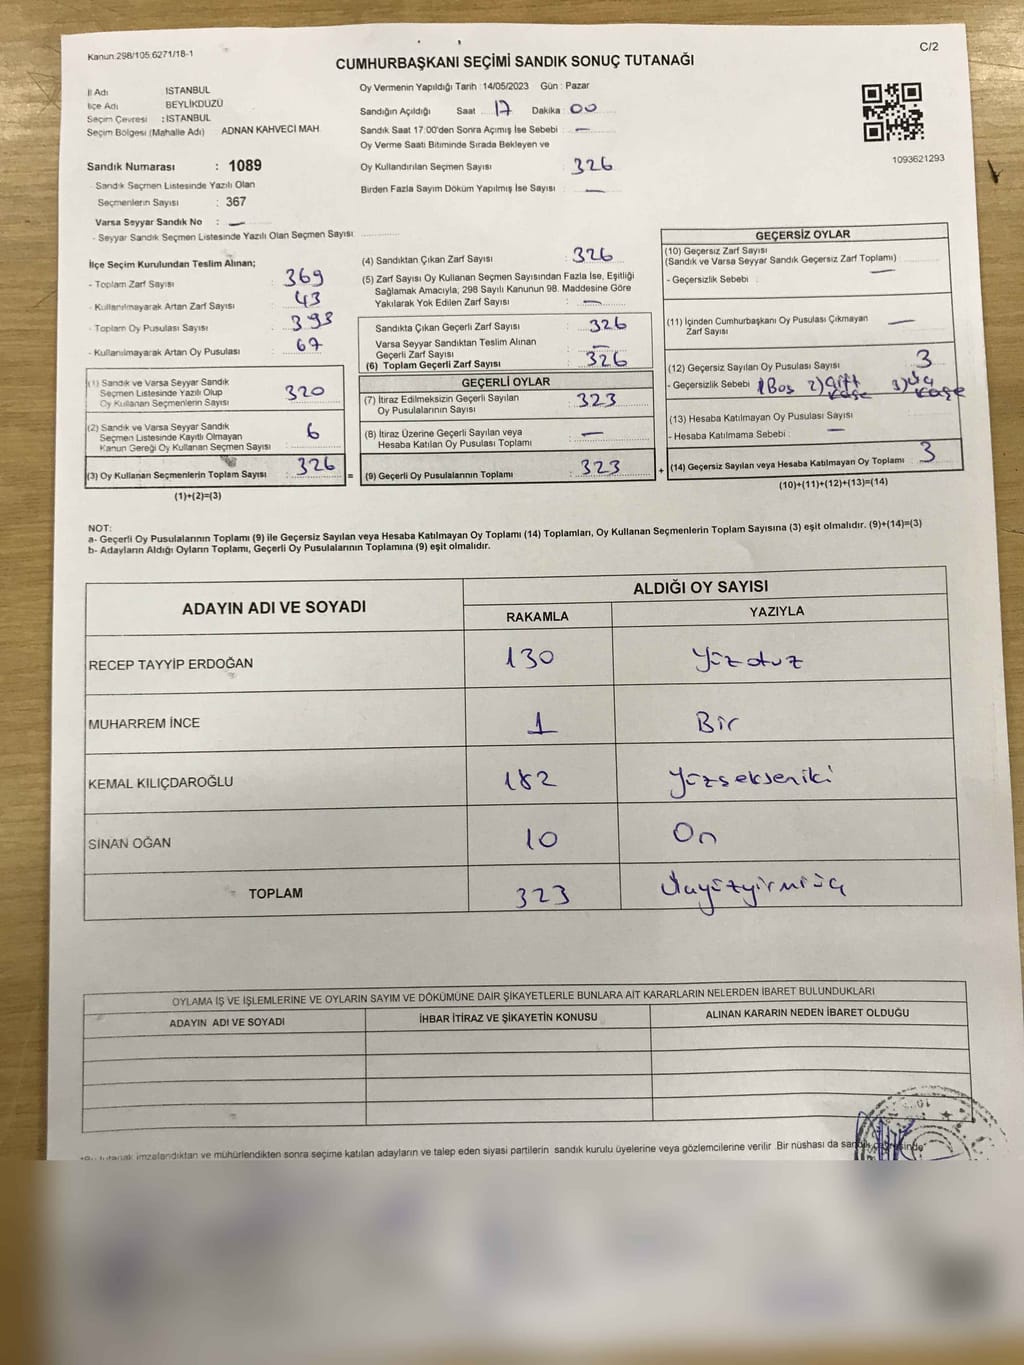 Kanun:298/105;6271/18-1
C/2
CUMHURBAŞKANI SEÇİMİ SANDIK SONUÇ TUTANAĞI
İl Adı İSTANBUL
İlçe Adı BEYLİKDÜZÜ
Seçim Çevresi : İSTANBUL
Seçim Bölgesi (Mahalle Adı) ADNAN KAHVECİ MAH.
Sandık Numarası : 1089
- Sandık Seçmen Listesinde Yazılı Olan
Seçmenlerin Sayısı : 367
Varsa Seyyar Sandık No : —
- Seyyar Sandık Seçmen Listesinde Yazılı Olan Seçmen Sayısı
Oy Vermenin Yapıldığı Tarih : 14/05/2023 Gün : Pazar
Sandığın Açıldığı Saat 17 Dakika : 00
Sandık Saat 17:00'den Sonra Açımış İse Sebebi : —
Oy Verme Saati Bitiminde Sırada Bekleyen ve
Oy Kullandırılan Seçmen Sayısı 326
Birden Fazla Sayım Döküm Yapılmış İse Sayısı : —
1093621293
İlçe Seçim Kurulundan Teslim Alınan;
- Toplam Zarf Sayısı : 369
- Kullanılmayarak Artan Zarf Sayısı : 43
- Toplam Oy Pusulası Sayısı : 393
- Kullanılmayarak Artan Oy Pusulası : 67
(1) Sandık ve Varsa Seyyar Sandık
Seçmen Listesinde Yazılı Olup
Oy Kullanan Seçmenlerin Sayısı 320
(2) Sandık ve Varsa Seyyar Sandık
Seçmen Listesinde Kayıtlı Olmayan
Kanun Gereği Oy Kullanan Seçmen Sayısı 6
(3) Oy Kullanan Seçmenlerin Toplam Sayısı : 326
(1)+(2)=(3)
(4) Sandıktan Çıkan Zarf Sayısı : 326
(5) Zarf Sayısı Oy Kullanan Seçmen Sayısından Fazla İse, Eşitliği
Sağlamak Amacıyla; 298 Sayılı Kanunun 98. Maddesine Göre
Yakılarak Yok Edilen Zarf Sayısı : —
Sandıkta Çıkan Geçerli Zarf Sayısı : 326
Varsa Seyyar Sandıktan Teslim Alınan
Geçerli Zarf Sayısı : —
(6) Toplam Geçerli Zarf Sayısı : 326
GEÇERLİ OYLAR
(7) İtiraz Edilmeksizin Geçerli Sayılan
Oy Pusulalarının Sayısı : 323
(8) İtiraz Üzerine Geçerli Sayılan veya
Hesaba Katılan Oy Pusulası Toplamı : —
= (9) Geçerli Oy Pusulalarının Toplamı : 323
GEÇERSİZ OYLAR
(10) Geçersiz Zarf Sayısı
(Sandık ve Varsa Seyyar Sandık Geçersiz Zarf Toplamı) : —
- Geçersizlik Sebebi :
(11) İçinden Cumhurbaşkanı Oy Pusulası Çıkmayan
Zarf Sayısı : —
(12) Geçersiz Sayılan Oy Pusulası Sayısı : 3
- Geçersizlik Sebebi : 1) Boş 2) Çift kaşe 3) Üç kaşe
(13) Hesaba Katılmayan Oy Pusulası Sayısı
- Hesaba Katılmama Sebebi : —
+ (14) Geçersiz Sayılan veya Hesaba Katılmayan Oy Toplamı : 3
(10)+(11)+(12)+(13)=(14)
NOT:
a- Geçerli Oy Pusulalarının Toplamı (9) ile Geçersiz Sayılan veya Hesaba Katılmayan Oy Toplamı (14) Toplamları, Oy Kullanan Seçmenlerin Toplam Sayısına (3) eşit olmalıdır. (9)+(14)=(3)
b- Adayların Aldığı Oyların Toplamı, Geçerli Oy Pusulalarının Toplamına (9) eşit olmalıdır.
ADAYIN ADI VE SOYADI
ALDIĞI OY SAYISI
RAKAMLA YAZIYLA
RECEP TAYYİP ERDOĞAN 130 Yüzotuz
MUHARREM İNCE 1 Bir
KEMAL KILIÇDAROĞLU 182 Yüzsekseniki
SİNAN OĞAN 10 On
TOPLAM 323 Üçyüzyirmiüç
OYLAMA İŞ VE İŞLEMLERİNE VE OYLARIN SAYIM VE DÖKÜMÜNE DAİR ŞİKAYETLERLE BUNLARA AİT KARARLARIN NELERDEN İBARET BULUNDUKLARI
ADAYIN ADI VE SOYADI İHBAR İTİRAZ VE ŞİKAYETİN KONUSU ALINAN KARARIN NEDEN İBARET OLDUĞU
tutanak imzalandıktan ve mühürlendikten sonra seçime katılan adayların ve talep eden siyasi partilerin sandık kurulu üyelerine veya gözlemcilerine verilir. Bir nüshası da